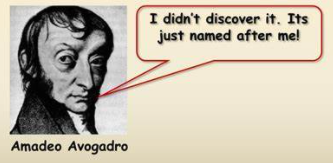 I didn't discover it. Its
just named after me!
Amadeo Avogadro